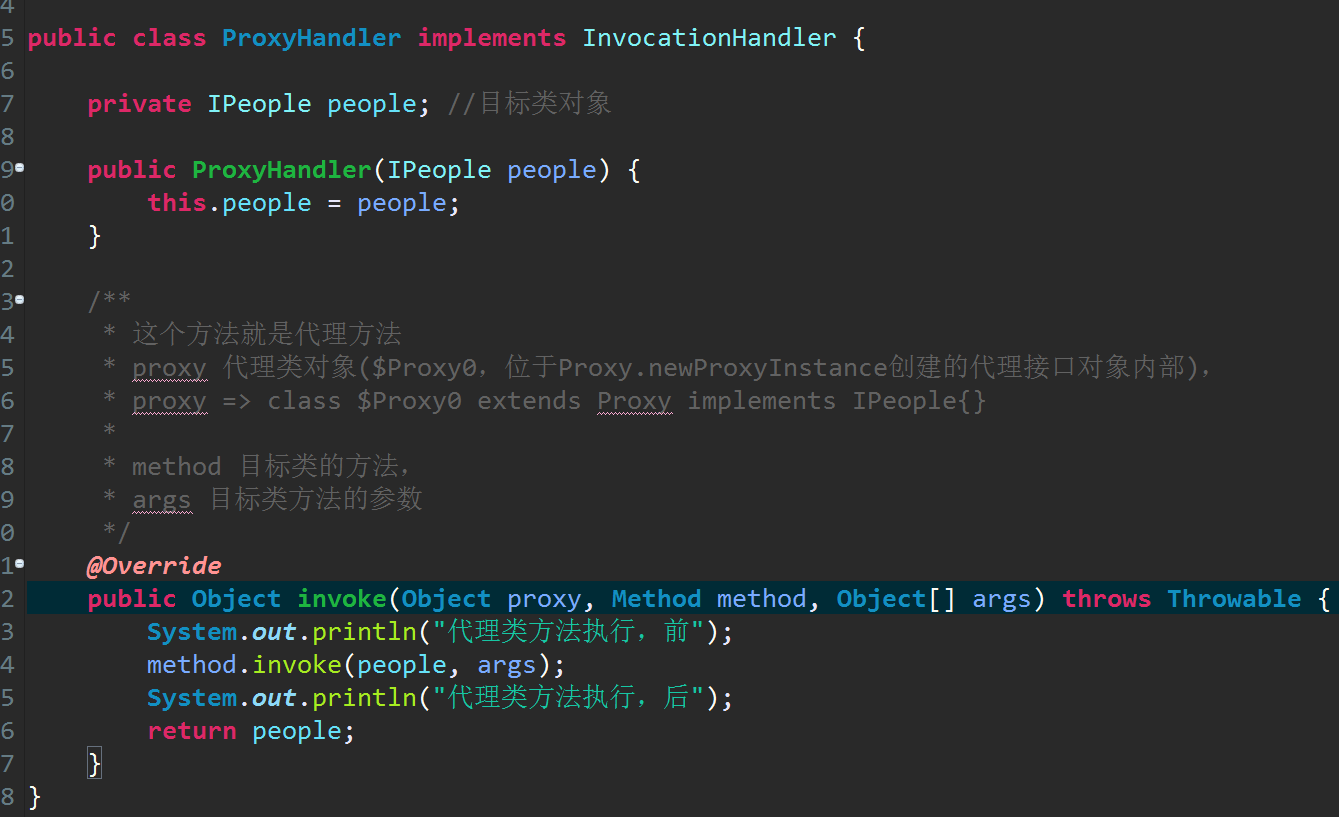 4
5 public class ProxyHandler implements InvocationHandler {
6
7     private IPeople people; //目标类对象
8
9     public ProxyHandler(IPeople people) {
0         this.people = people;
1     }
2
3     /**
4      * 这个方法就是代理方法
5      * proxy 代理类对象($Proxy0，位于Proxy.newProxyInstance创建的代理接口对象内部)，
6      * proxy => class $Proxy0 extends Proxy implements IPeople{}
7      *
8      * method 目标类的方法，
9      * args 目标类方法的参数
0      */
1     @Override
2     public Object invoke(Object proxy, Method method, Object[] args) throws Throwable {
3         System.out.println("代理类方法执行，前");
4         method.invoke(people, args);
5         System.out.println("代理类方法执行，后");
6         return people;
7     }
8 }